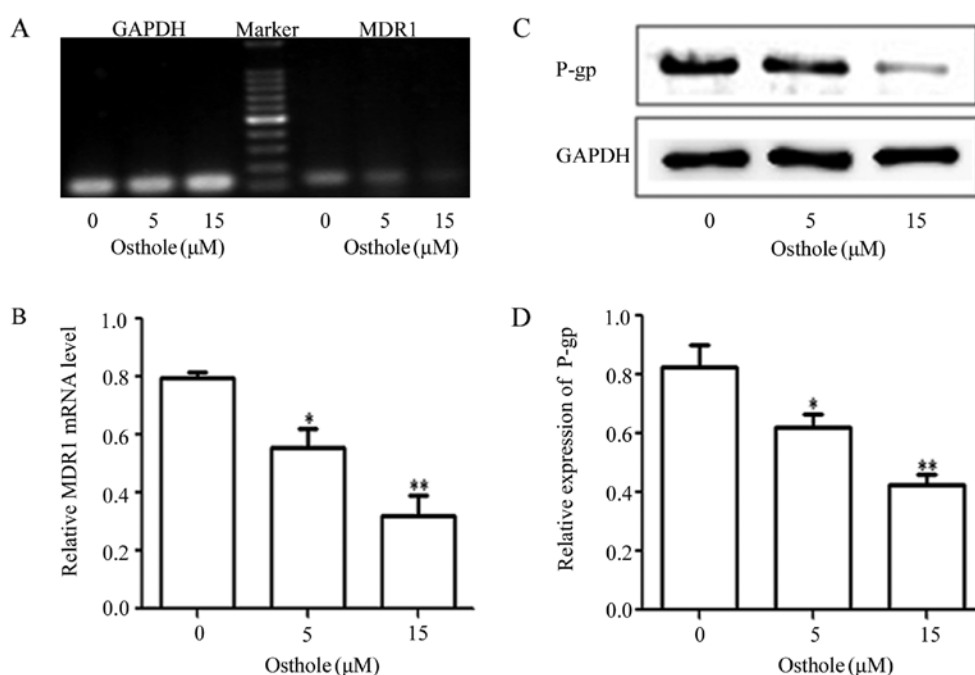 A
GAPDH Marker MDR1
0 5 15 0 5 15
Osthole (μM) Osthole (μM)
C
P-gp
GAPDH
0 5 15
Osthole (μM)
B
Relative MDR1 mRNA level
1.0
0.8
0.6
0.4
0.2
0.0
*
**
0 5 15
Osthole (μM)
D
Relative expression of P-gp
1.0
0.8
0.6
0.4
0.2
0.0
*
**
0 5 15
Osthole (μM)